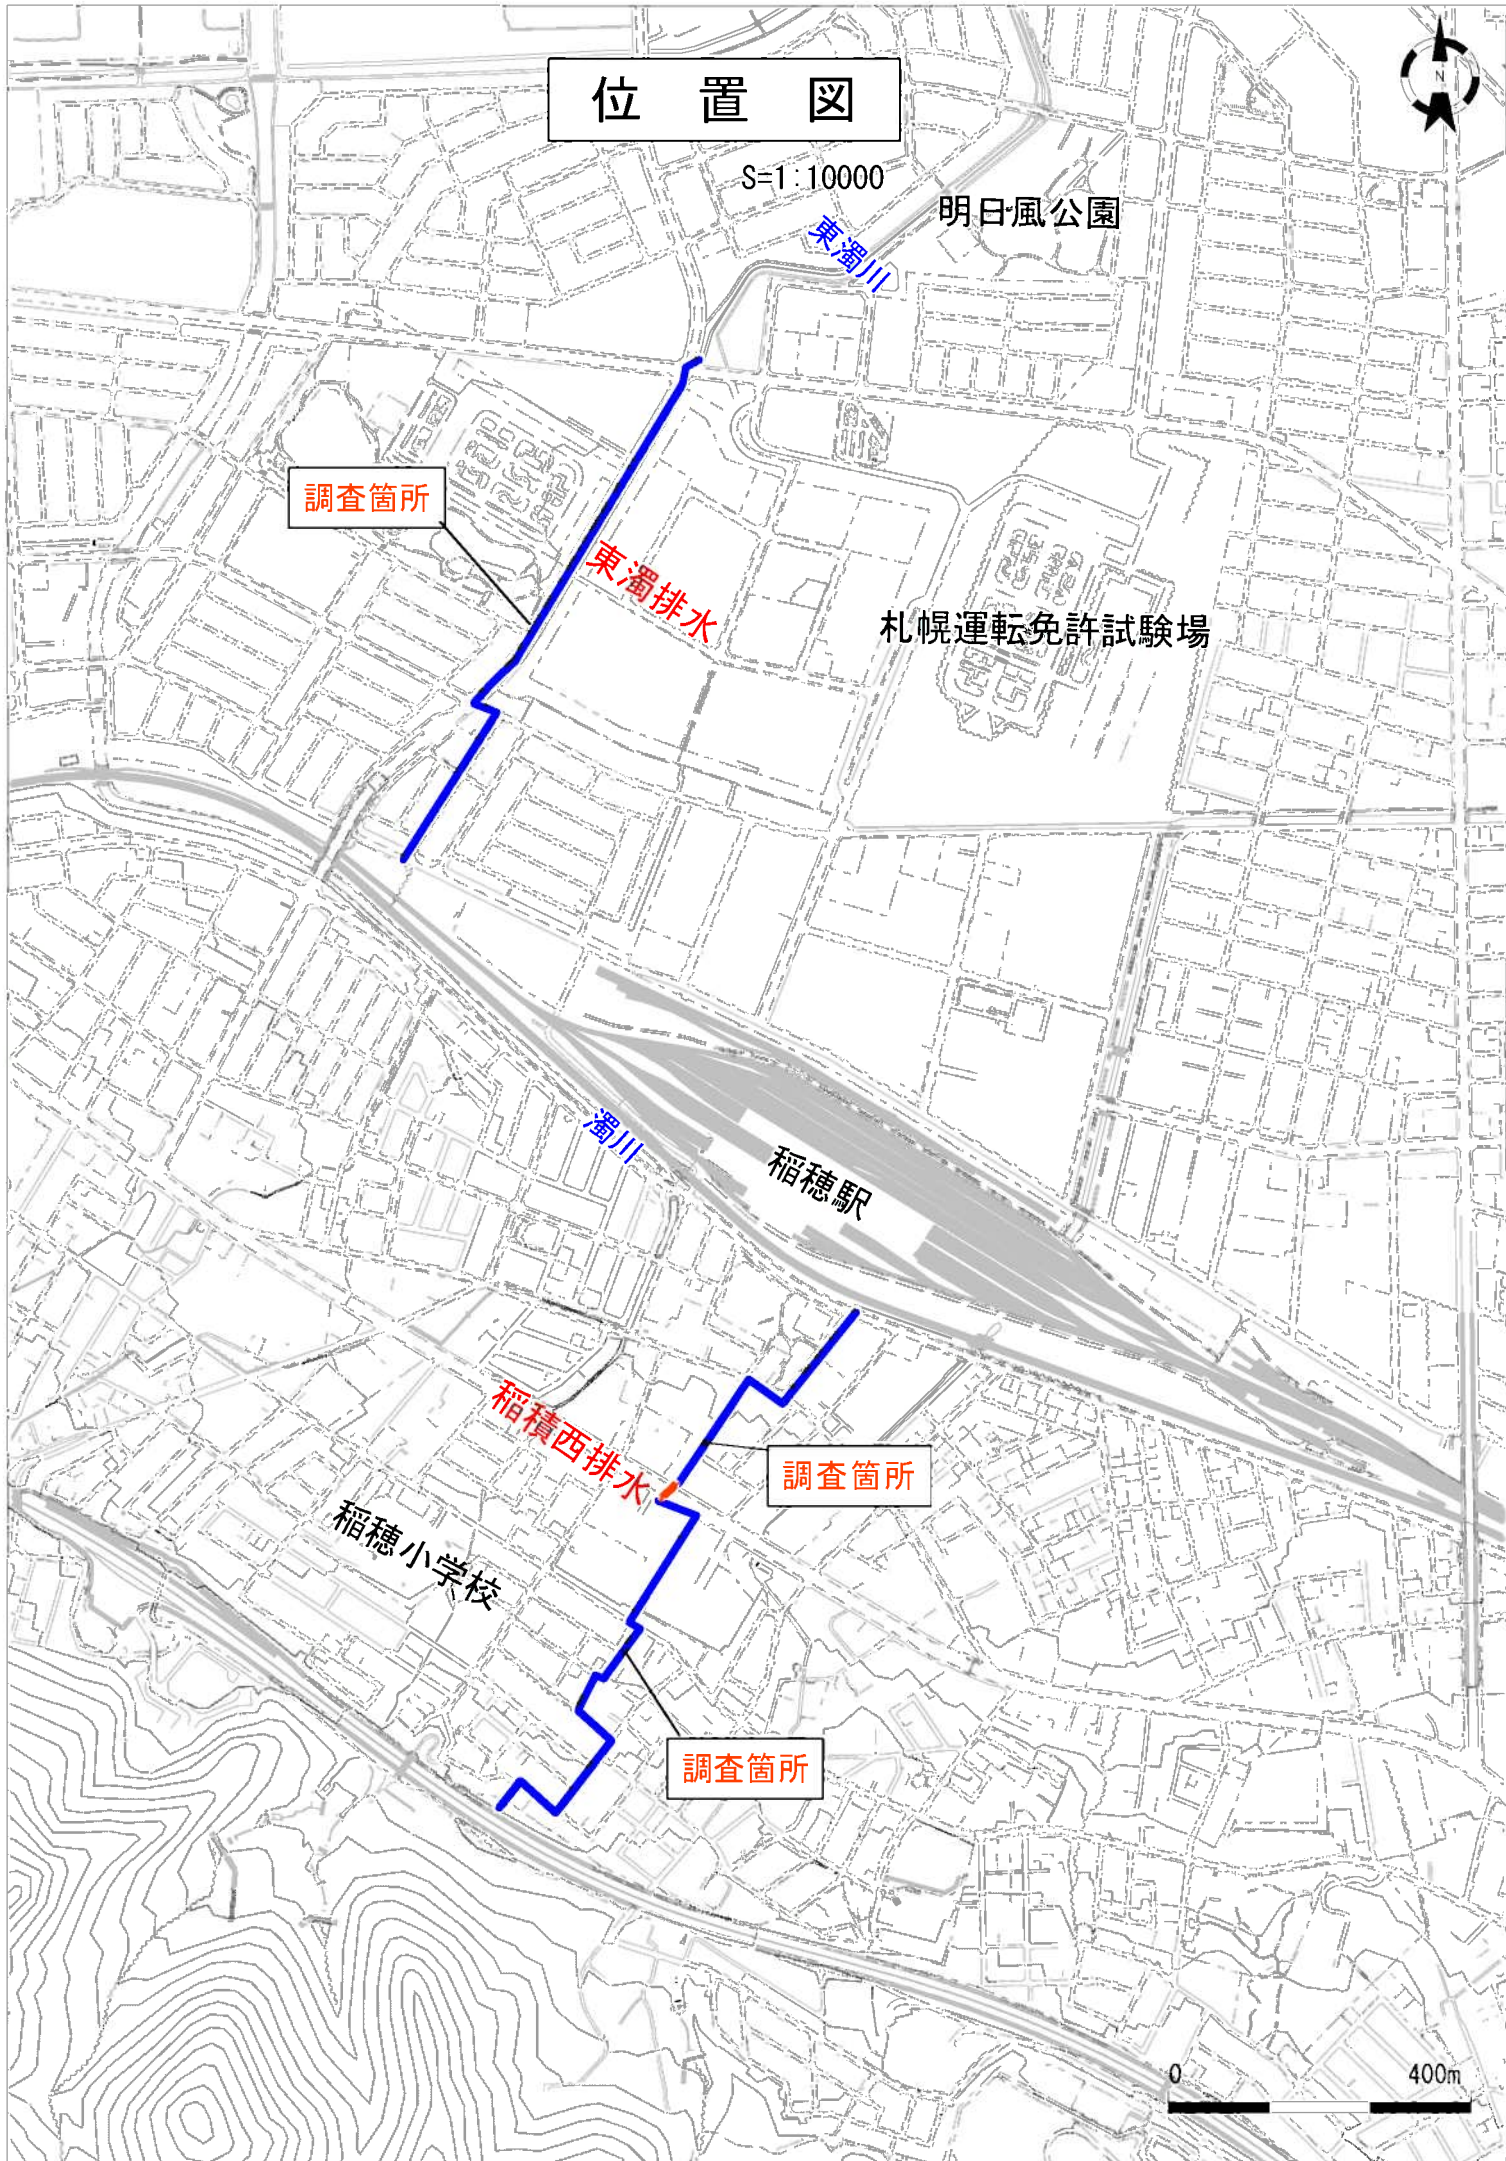 位置図
N
S=1:10000
明日風公園
東濁川
調査箇所
東濁排水
札幌運転免許試験場
濁川
稲穂駅
稲積西排水
調査箇所
稲穂小学校
調査箇所
0 400m